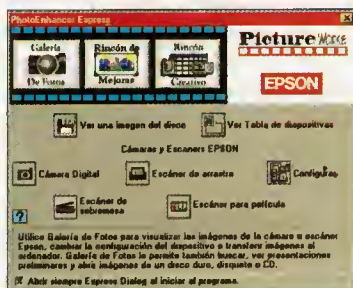 PhotoEnhancer Express
Galería De Fotos
Rincón de Mejoras
Rincón Creativo
Picture Works
EPSON
Ver una imagen del disco
Ver Tabla de diapositivas
Cámaras y Escaners EPSON
Cámara Digital
Escáner de arrastre
Configurar
Escáner de sobremesa
Escáner para película
Utilice Galería de Fotos para visualizar las imágenes de la cámara o escáner
Epson, cambiar la configuración del dispositivo o transferir imágenes al
ordenador. Galería de Fotos le permite también buscar, ver presentaciones
preliminares y abrir imágenes de un disco duro, disquete o CD.
Abrir siempre Express Dialog al iniciar el programa.